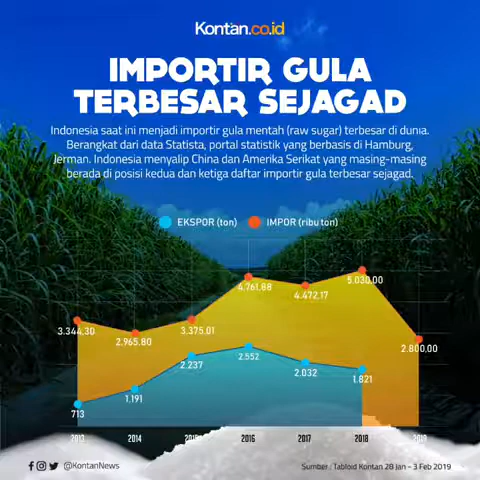 Kontan.co.id
IMPORTIR GULA
TERBESAR SEJAGAD
Indonesia saat ini menjadi importir gula mentah (raw sugar) terbesar di dunia.
Berangkat dari data Statista, portal statistik yang berbasis di Hamburg,
Jerman. Indonesia menyalip China dan Amerika Serikat yang masing-masing
berada di posisi kedua dan ketiga daftar importir gula terbesar sejagad.
EKSPOR (ton) IMPOR (ribu ton)
3.344,30 2.965,80 3.375,01 4.761,88 4.472,17 5.030,00 2.800,00
713 1.191 2.237 2.552 2.032 1.821
2013 2014 2015 2016 2017 2018 2019
@KontanNews
Sumber : Tabloid Kontan 28 Jan - 3 Feb 2019